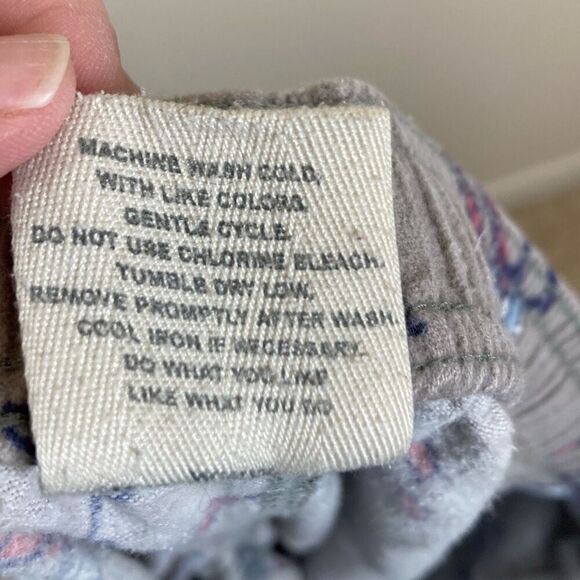 MACHINE WASH COLD,
WITH LIKE COLORS.
GENTLE CYCLE.
DO NOT USE CHLORINE BLEACH.
TUMBLE DRY LOW.
REMOVE PROMPTLY AFTER WASH.
COOL IRON IF NECESSARY.
DO WHAT YOU LIKE
LIKE WHAT YOU DO